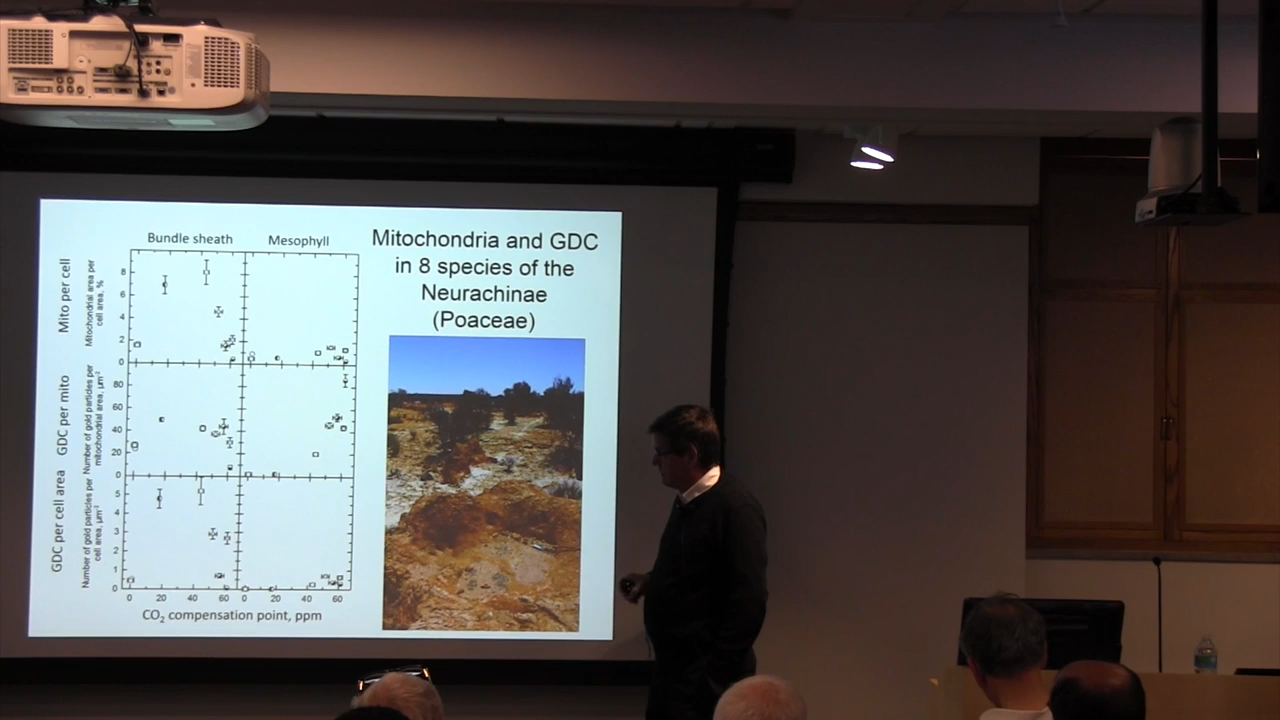 Bundle sheath
Mesophyll
Mitochondria and GDC
in 8 species of the
Neurachinae
(Poaceae)
Mito per cell
Mitochondrial area per
cell area, %
8
6
4
2
0
GDC per mito
Number of gold particles per
mitochondrial area, µm⁻²
80
60
40
20
0
GDC per cell area
Number of gold particles per
cell area, µm⁻²
5
4
3
2
1
0
0 20 40 60 0 20 40 60
CO₂ compensation point, ppm